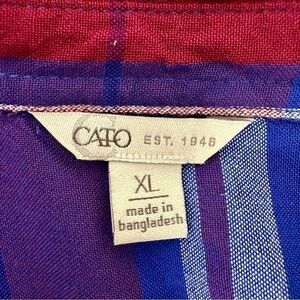 CATO EST. 1946
XL
made in
bangladesh